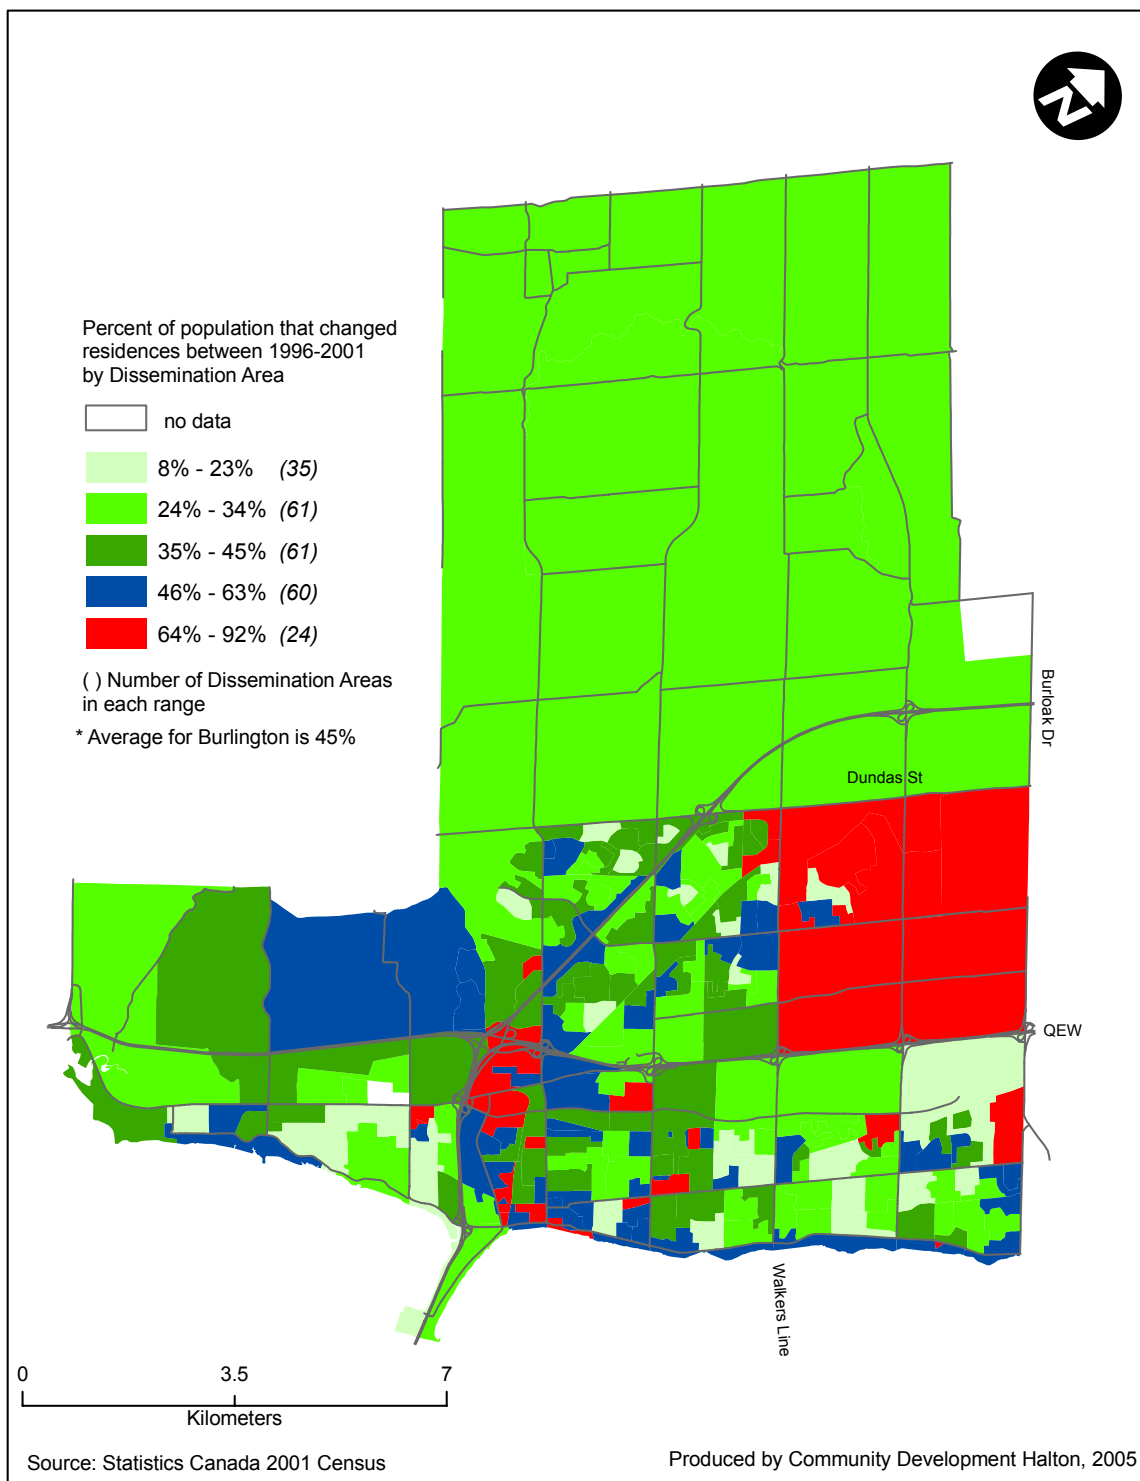 N
Percent of population that changed
residences between 1996-2001
by Dissemination Area
no data
8% - 23% (35)
24% - 34% (61)
35% - 45% (61)
46% - 63% (60)
64% - 92% (24)
( ) Number of Dissemination Areas
in each range
* Average for Burlington is 45%
Burloak Dr
Dundas St
QEW
Walkers Line
0 3.5 7
Kilometers
Source: Statistics Canada 2001 Census
Produced by Community Development Halton, 2005